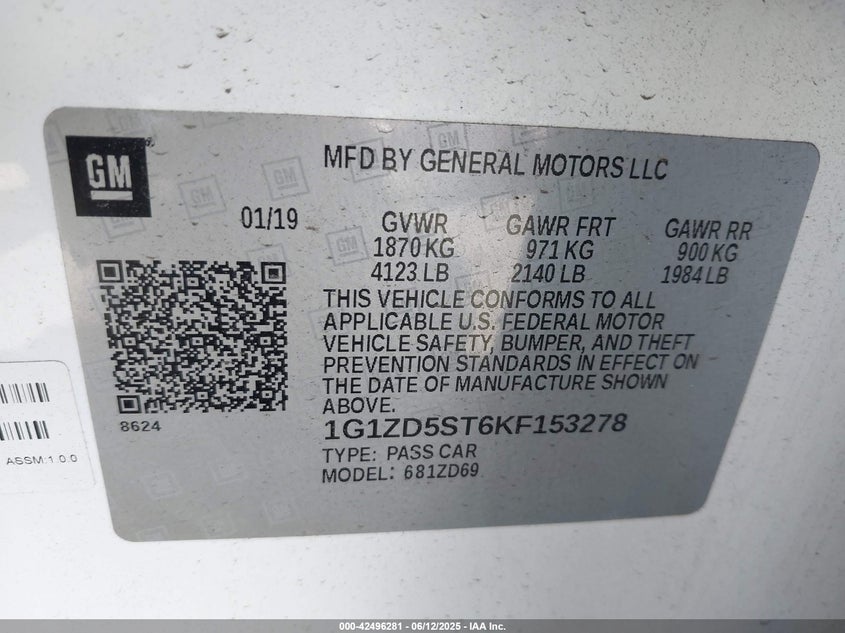 GM
MFD BY GENERAL MOTORS LLC
01/19
GVWR GAWR FRT GAWR RR
1870 KG 971 KG 900 KG
4123 LB 2140 LB 1984 LB
THIS VEHICLE CONFORMS TO ALL
APPLICABLE U.S. FEDERAL MOTOR
VEHICLE SAFETY, BUMPER, AND THEFT
PREVENTION STANDARDS IN EFFECT ON
THE DATE OF MANUFACTURE SHOWN
ABOVE.
8624
1G1ZD5ST6KF153278
TYPE: PASS CAR
MODEL: 681ZD69
ASSM:1.0.0
000-42496281 - 06/12/2025 - IAA Inc.